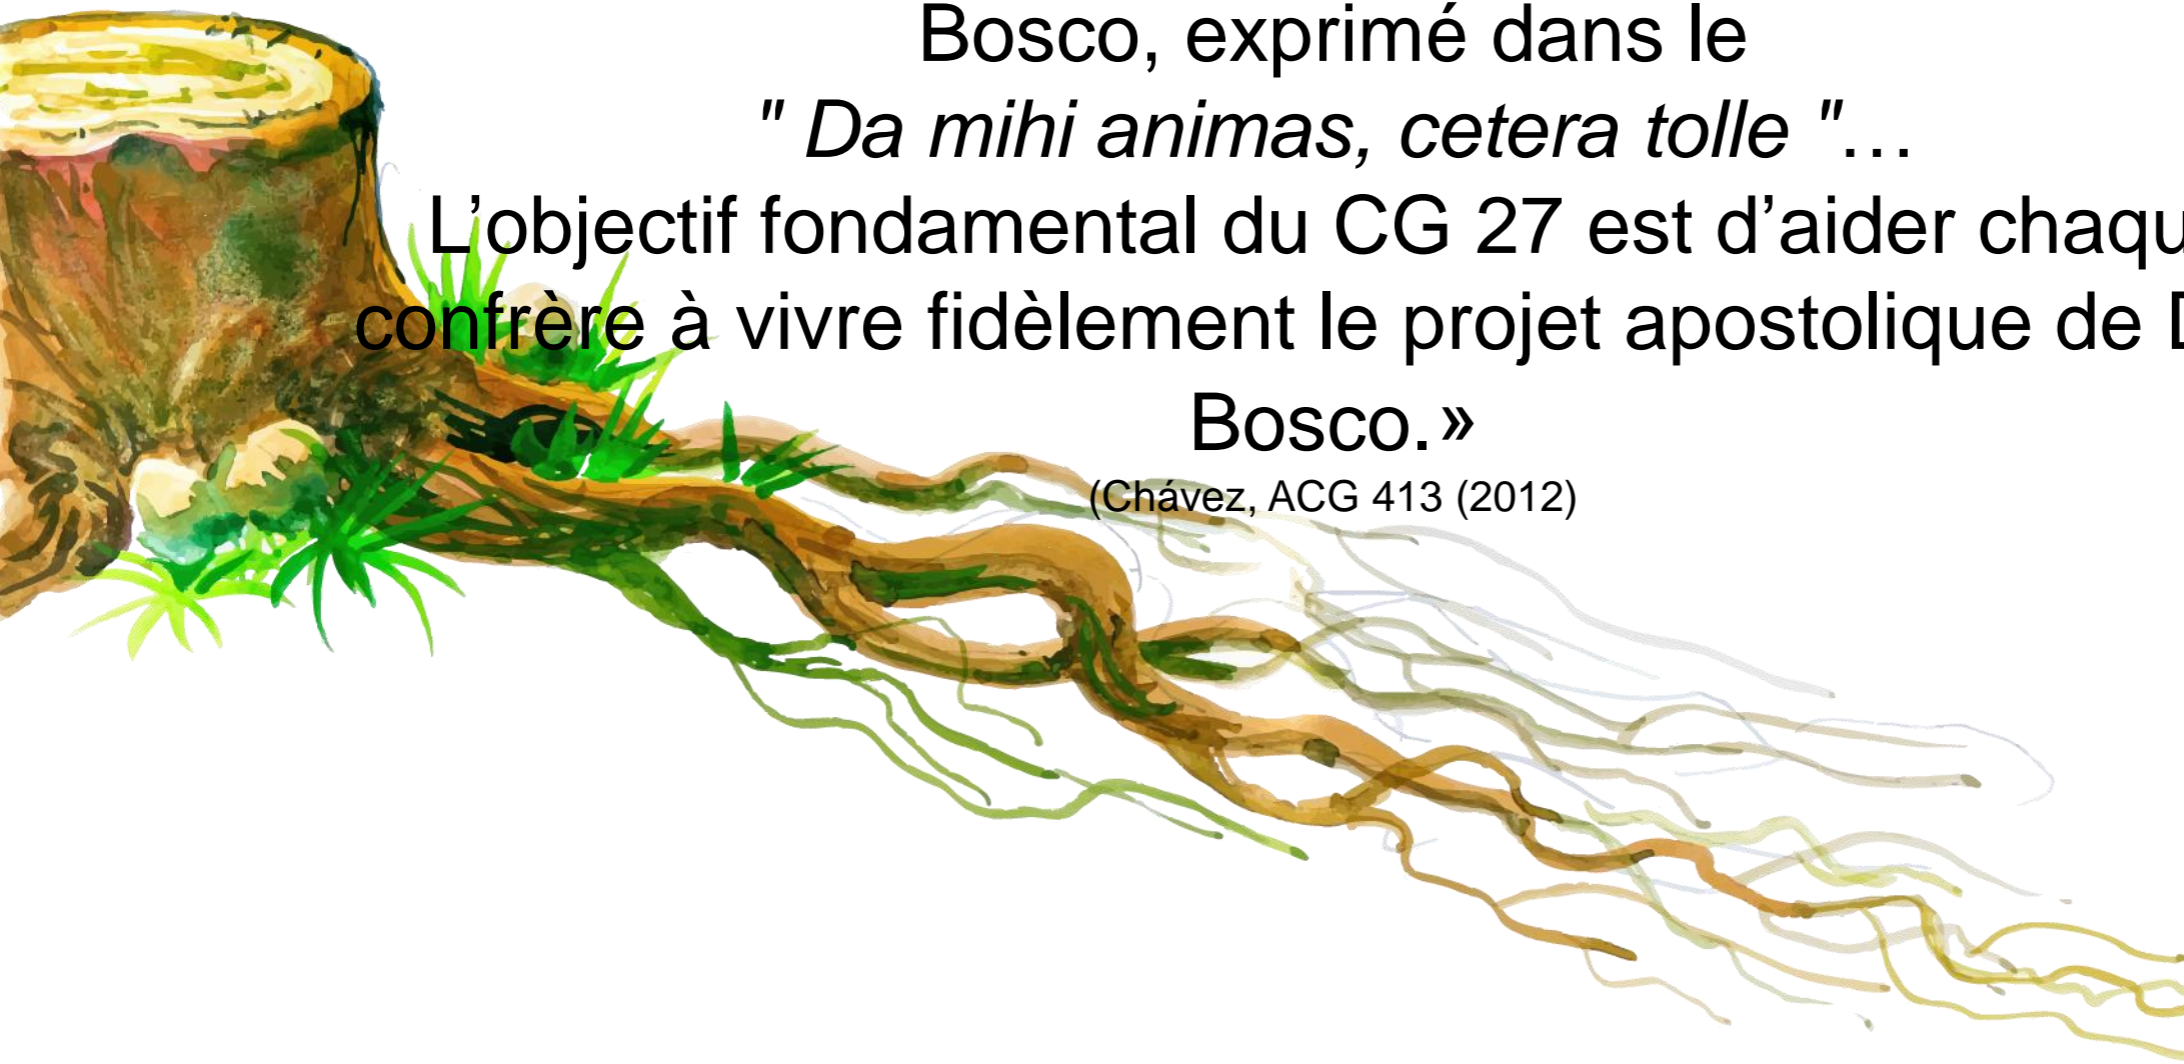 Bosco, exprimé dans le
" Da mihi animas, cetera tolle "…
L’objectif fondamental du CG 27 est d’aider chaqu
confrère à vivre fidèlement le projet apostolique de D
Bosco.»
(Chávez, ACG 413 (2012)